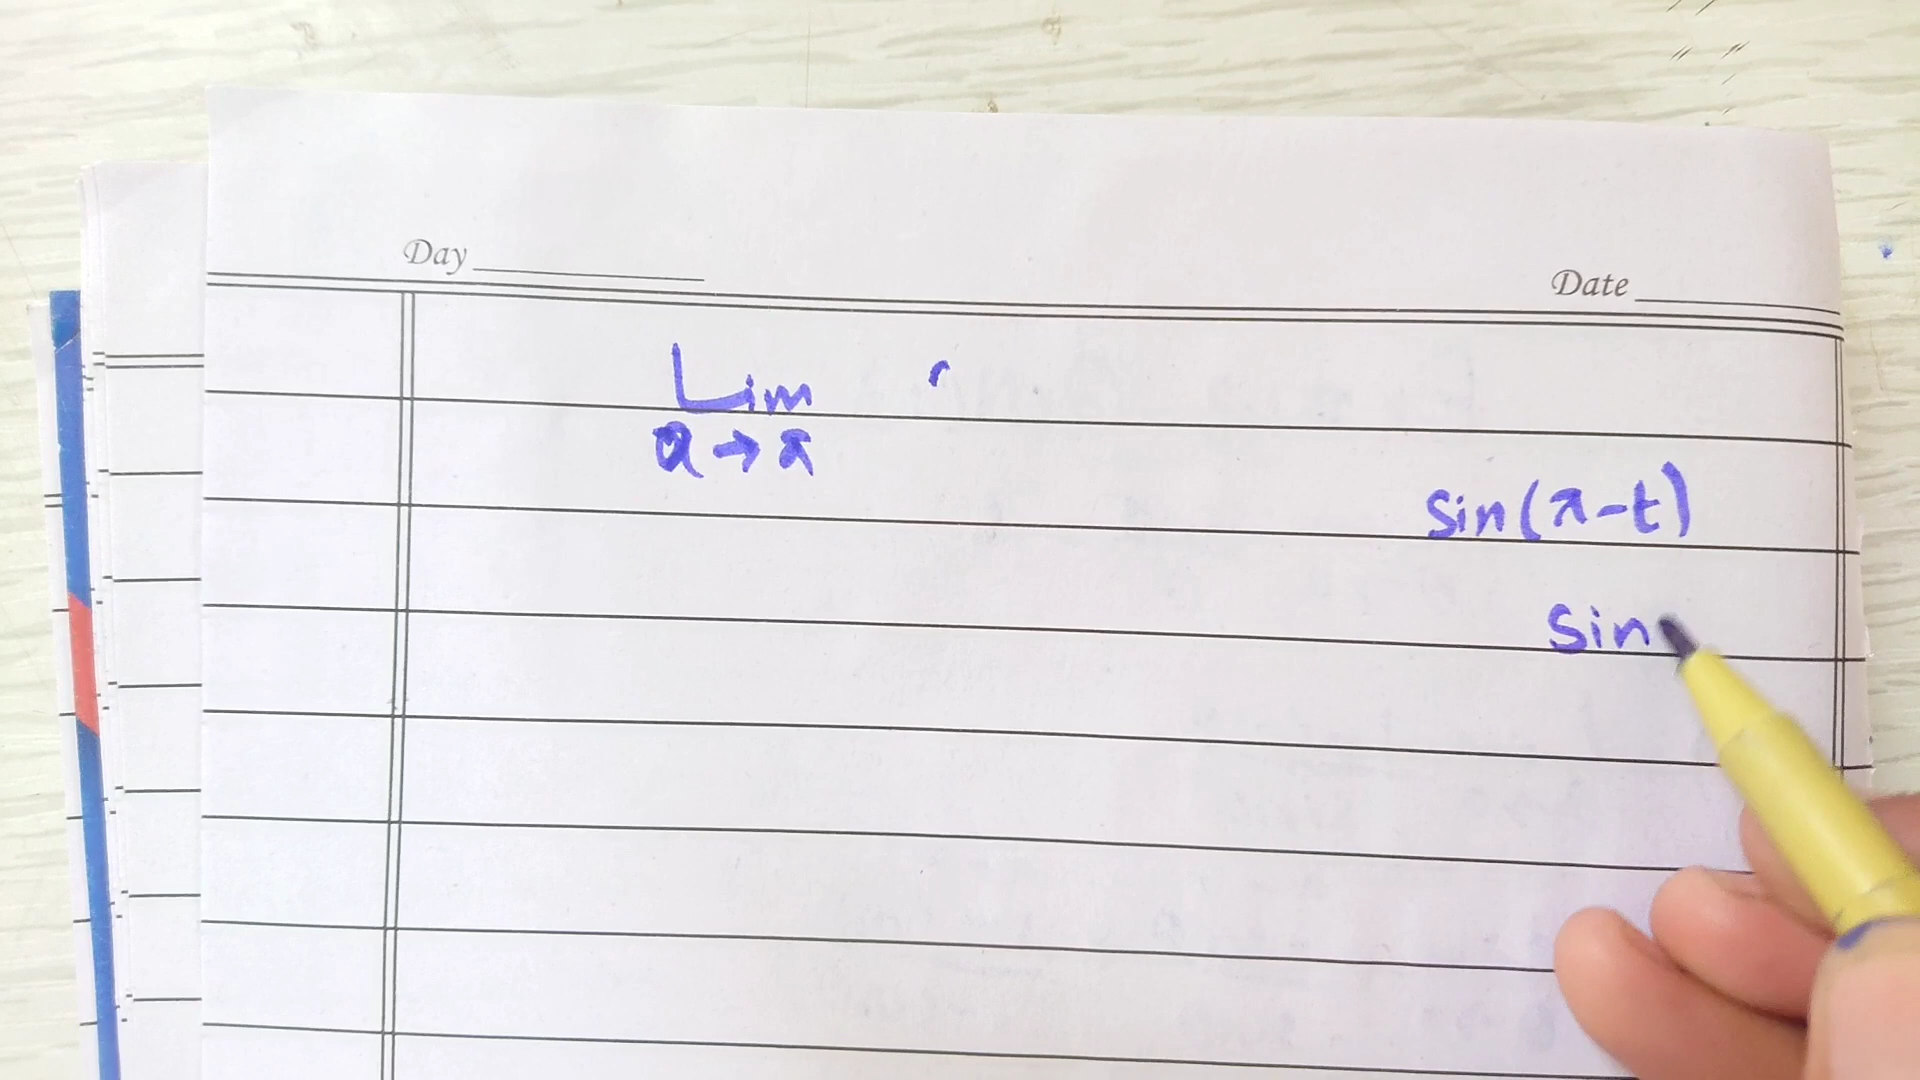 Day
Date
Lim
x → π
Sin(π-t)
Sin